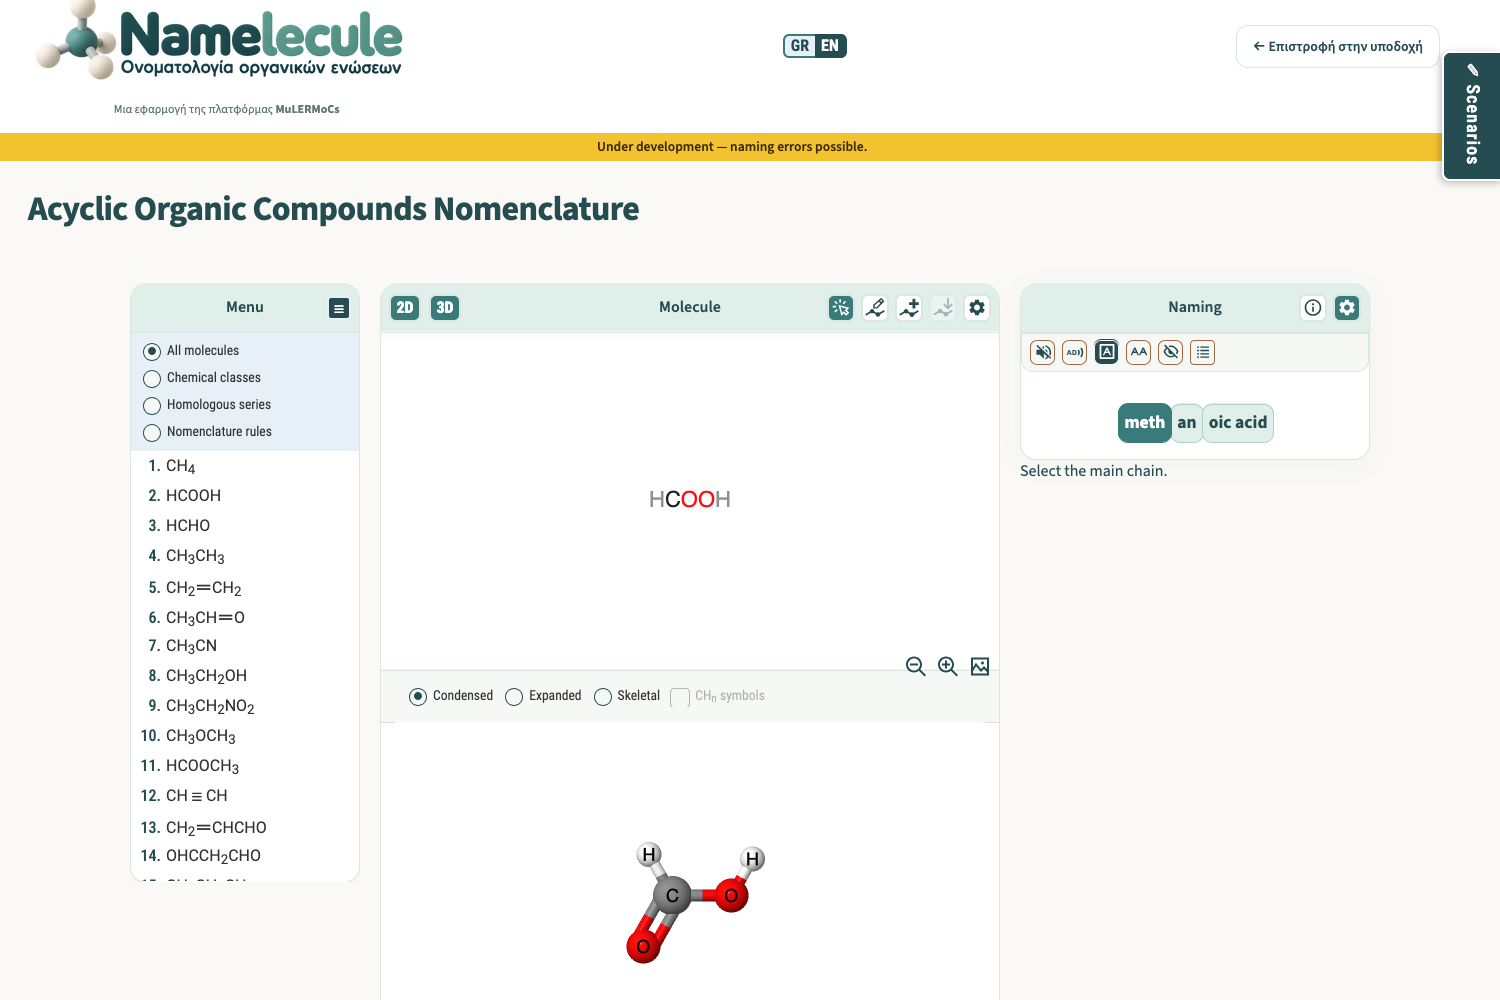 Namelecule
Ονοματολογία οργανικών ενώσεων
Μια εφαρμογή της πλατφόρμας MuLERMoCs
GR EN
← Επιστροφή στην υποδοχή
✎ Scenarios
Under development — naming errors possible.
Acyclic Organic Compounds Nomenclature
Menu
All molecules
Chemical classes
Homologous series
Nomenclature rules
1. CH4
2. HCOOH
3. HCHO
4. CH3CH3
5. CH2=CH2
6. CH3CH=O
7. CH3CN
8. CH3CH2OH
9. CH3CH2NO2
10. CH3OCH3
11. HCOOCH3
12. CH≡CH
13. CH2=CHCHO
14. OHCCH2CHO
2D 3D Molecule
HCOOH
Condensed Expanded Skeletal CHn symbols
H H
C O
O
Naming
AD) A AA
meth an oic acid
Select the main chain.